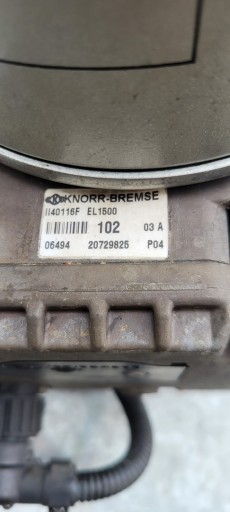 KNORR-BREMSE
II40116F EL1500
102 03 A
06494 20729825 P04